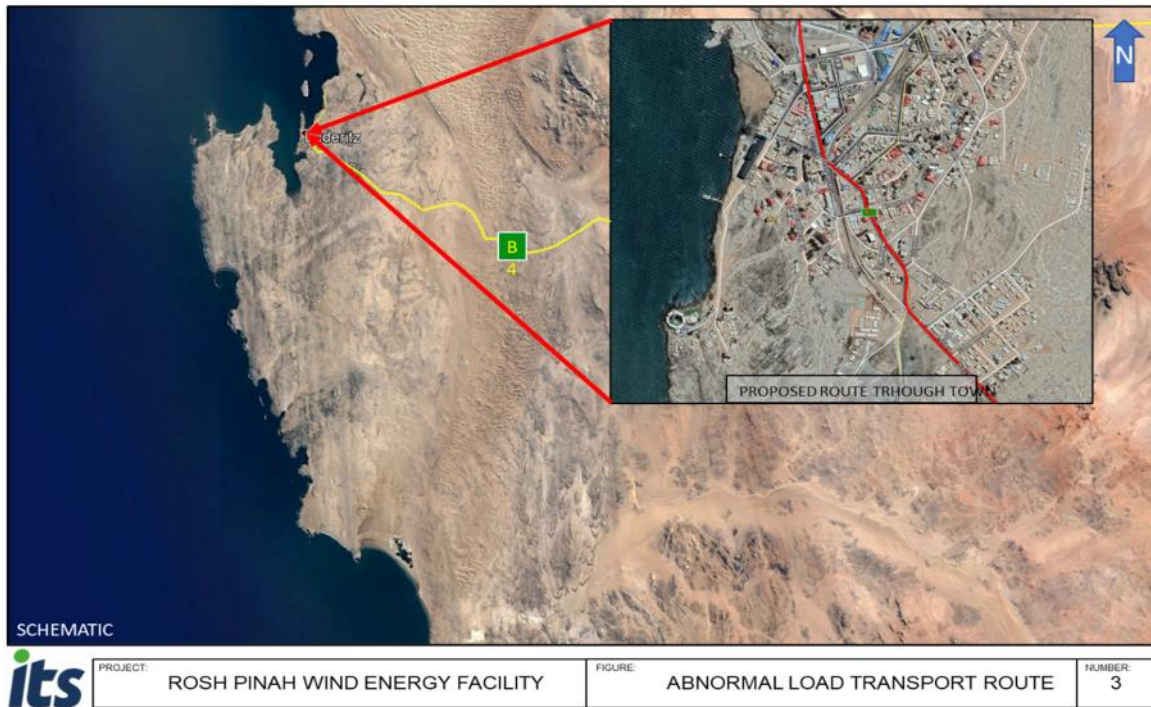 N
deritz
B
4
PROPOSED ROUTE TRHOUGH TOWN
SCHEMATIC
its
PROJECT:
ROSH PINAH WIND ENERGY FACILITY
FIGURE:
ABNORMAL LOAD TRANSPORT ROUTE
NUMBER:
3